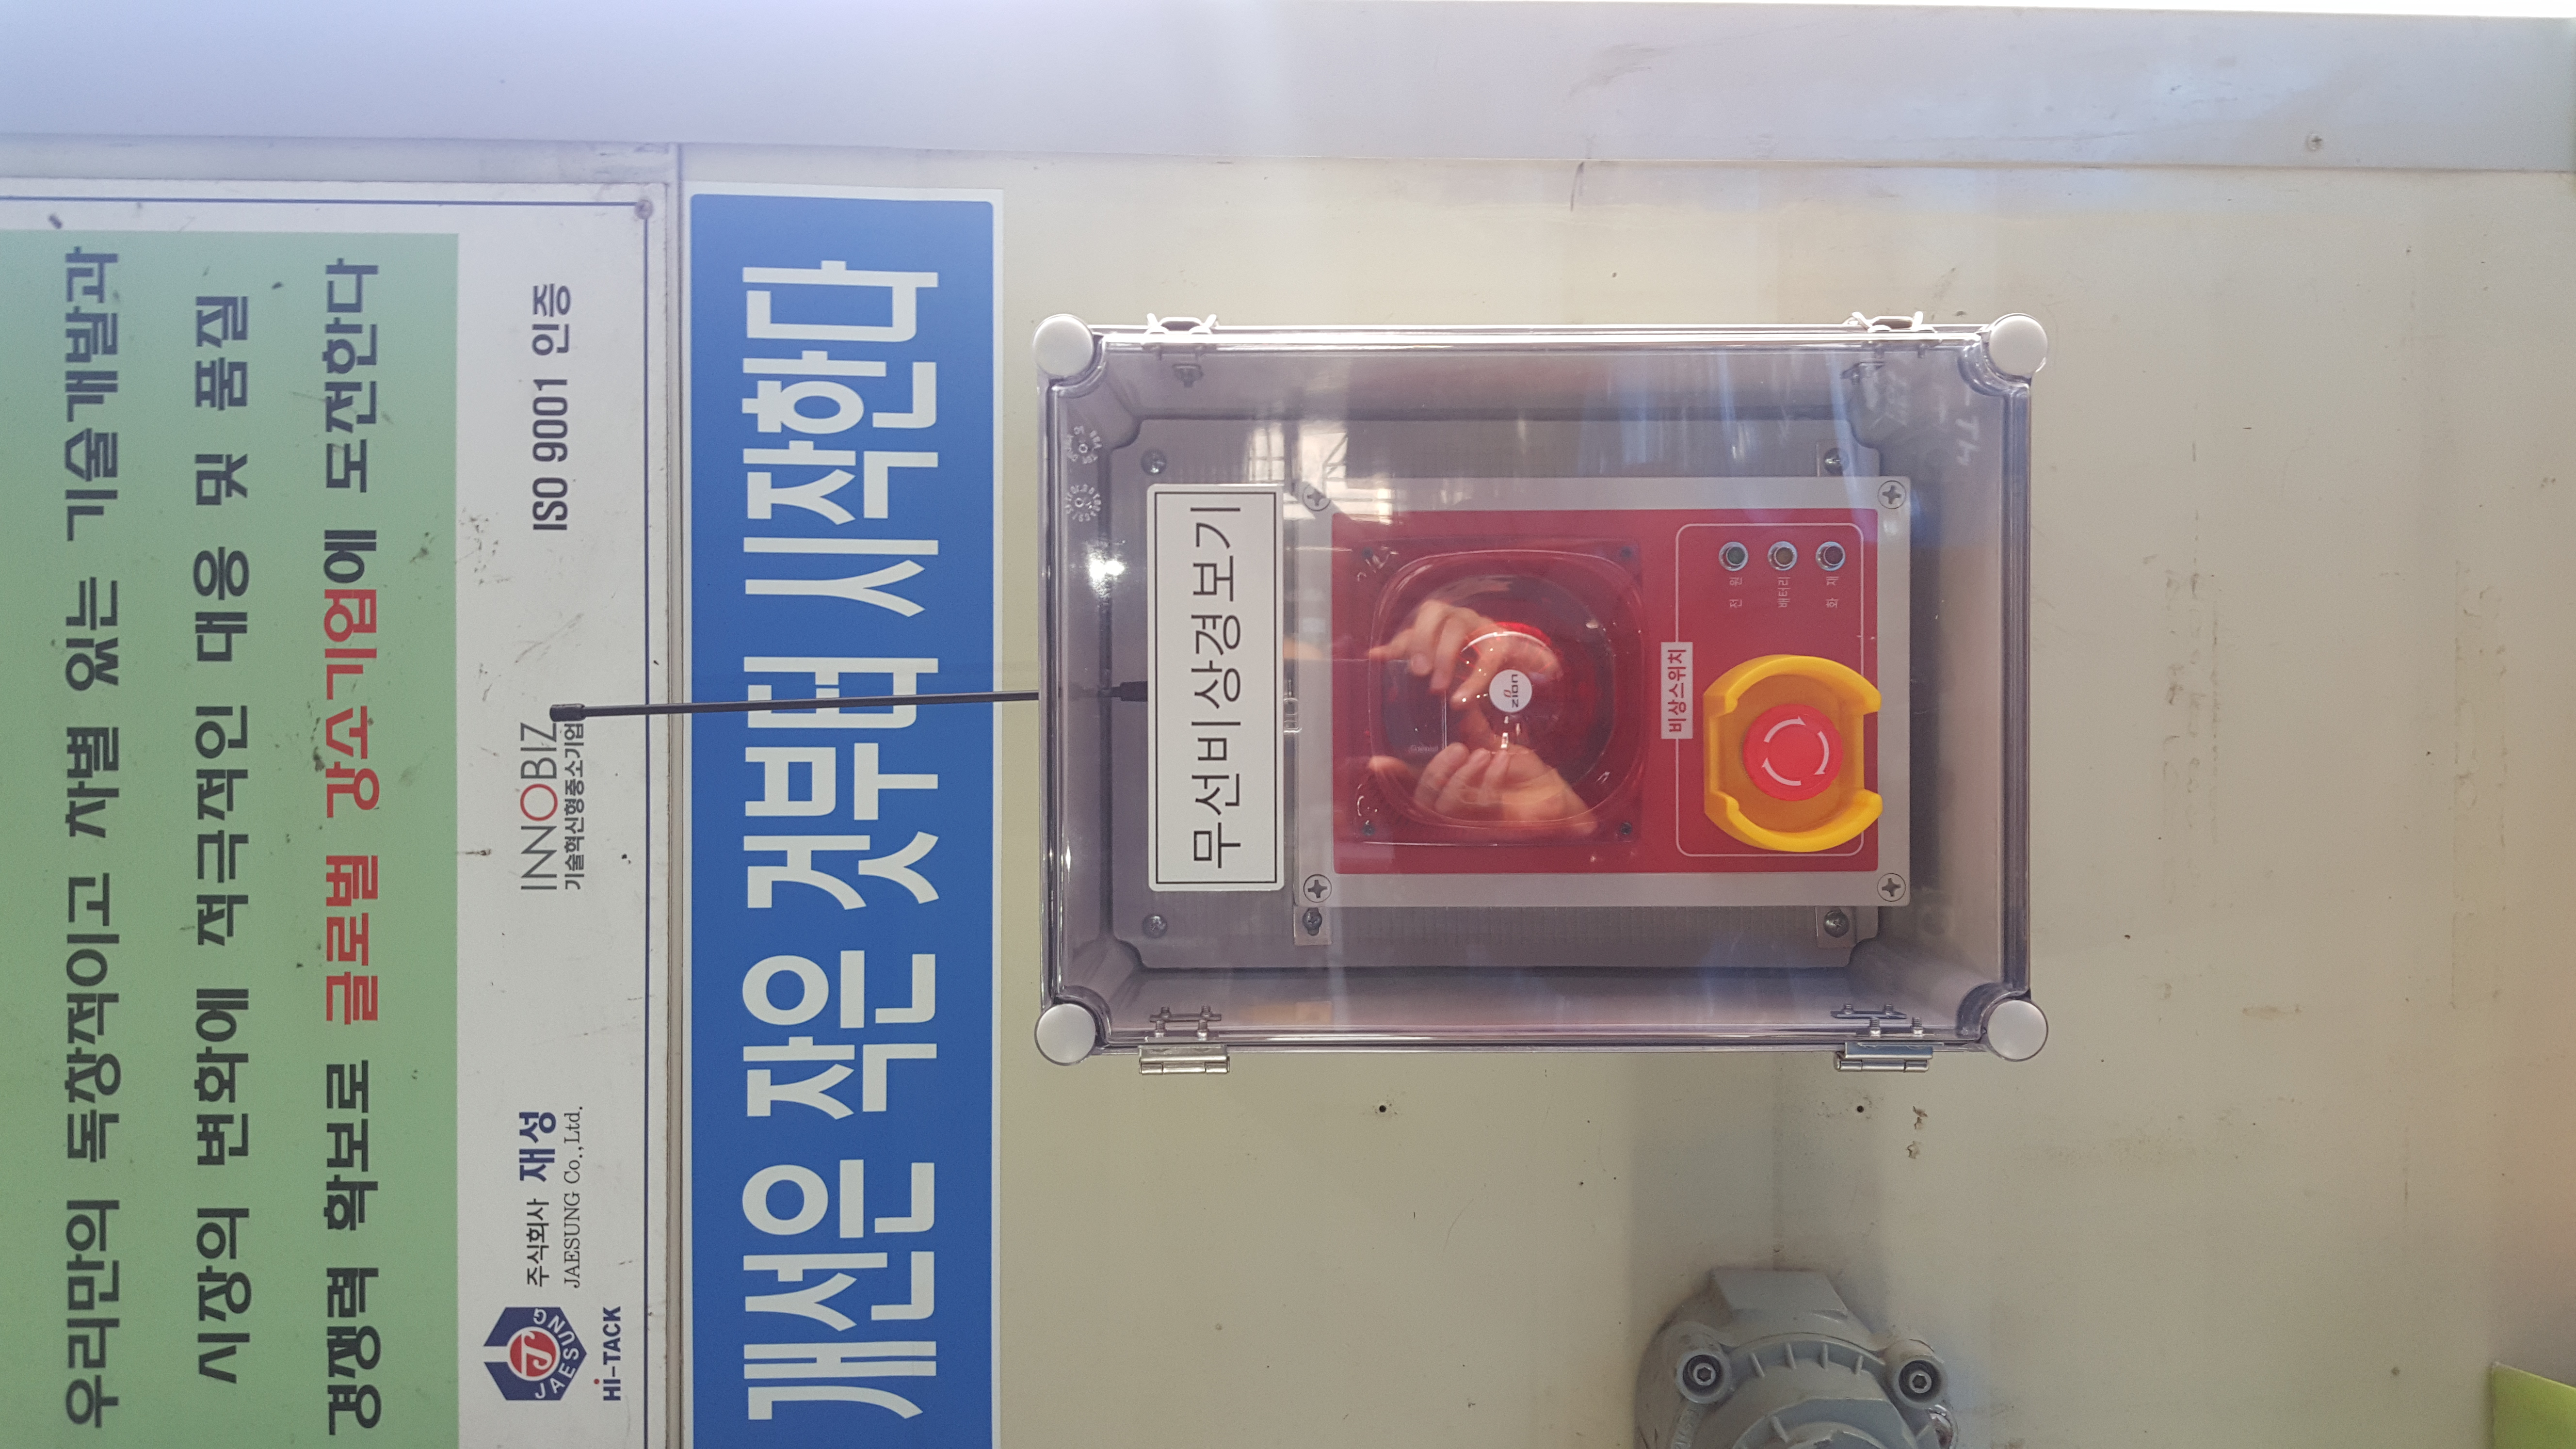 우리만의 독창적이고 차별 있는 기술개발과
시장의 변화에 적극적인 대응 및 품질
경쟁력 확보로 글로벌 강소기업에 도전한다
JAESUNG
Hi-TACK
주식회사 재성
JAESUNG Co.,Ltd.
INNOBIZ
기술혁신형중소기업
ISO 9001 인증
개선은 작은 것부터 시작한다
무선비상경보기
zion
비상스위치
전 원
배터리
화 재